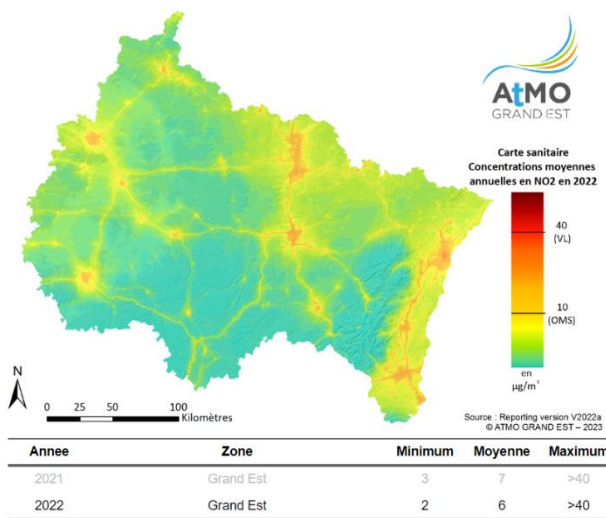 AtMO
GRAND EST
Carte sanitaire
Concentrations moyennes
annuelles en NO2 en 2022
40
(VL)
10
(OMS)
en
µg/m³
N
0 25 50 100
Kilomètres
Source : Reporting version V2022a
© ATMO GRAND EST – 2023
Annee Zone Minimum Moyenne Maximum
2021 Grand Est 3 7 >40
2022 Grand Est 2 6 >40